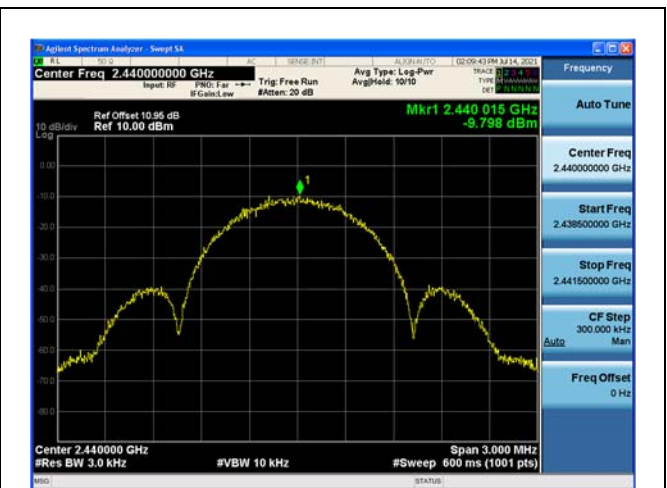 Agilent Spectrum Analyzer - Swept SA
RL 50 Ω AC SENSE:INT ALIGN AUTO 02:09:43 PM Jul 14, 2021
Center Freq 2.440000000 GHz
Input: RF PNO: Far Trig: Free Run Avg Type: Log-Pwr TRACE 1 2 3 4 5 6
IFGain:Low #Atten: 20 dB Avg|Hold: 10/10 TYPE
DET P N N N N N
Ref Offset 10.95 dB
Ref 10.00 dBm
10 dB/div
Log
Mkr1 2.440 015 GHz
-9.798 dBm
0.00
-10.0
-20.0
-30.0
-40.0
-50.0
-60.0
-70.0
-80.0
1
Center 2.440000 GHz Span 3.000 MHz
#Res BW 3.0 kHz #VBW 10 kHz #Sweep 600 ms (1001 pts)
MSG STATUS
Frequency
Auto Tune
Center Freq
2.440000000 GHz
Start Freq
2.438500000 GHz
Stop Freq
2.441500000 GHz
CF Step
300.000 kHz
Auto Man
Freq Offset
0 Hz